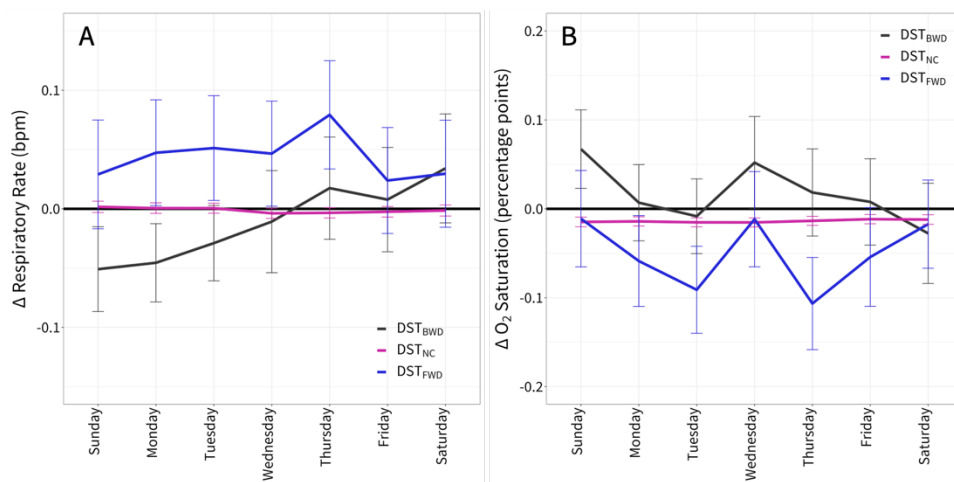 A
Δ Respiratory Rate (bpm)
0.1
0.0
-0.1
DST_BWD
DST_NC
DST_FWD
Sunday
Monday
Tuesday
Wednesday
Thursday
Friday
Saturday
B
Δ O₂ Saturation (percentage points)
0.2
0.1
0.0
-0.1
-0.2
DST_BWD
DST_NC
DST_FWD
Sunday
Monday
Tuesday
Wednesday
Thursday
Friday
Saturday